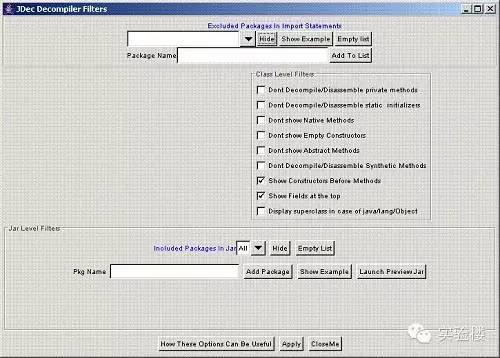 JDec Decompiler Filters
Excluded Packages In Import Statements
Hide Show Example Empty list
Package Name Add To List
Class Level Filters
Dont Decompile/Disassemble private methods
Dont Decompile/Disassemble static initializers
Dont show Native Methods
Dont show Empty Constructors
Dont show Abstract Methods
Dont Decompile/Disassemble Synthetic Methods
Show Constructors Before Methods
Show Fields at the top
Display superclass in case of java/lang/Object
Jar Level Filters
Included Packages In Jar All Hide Empty List
Pkg Name Add Package Show Example Launch Preview Jar
How These Options Can be Useful Apply CloseMe
实验楼